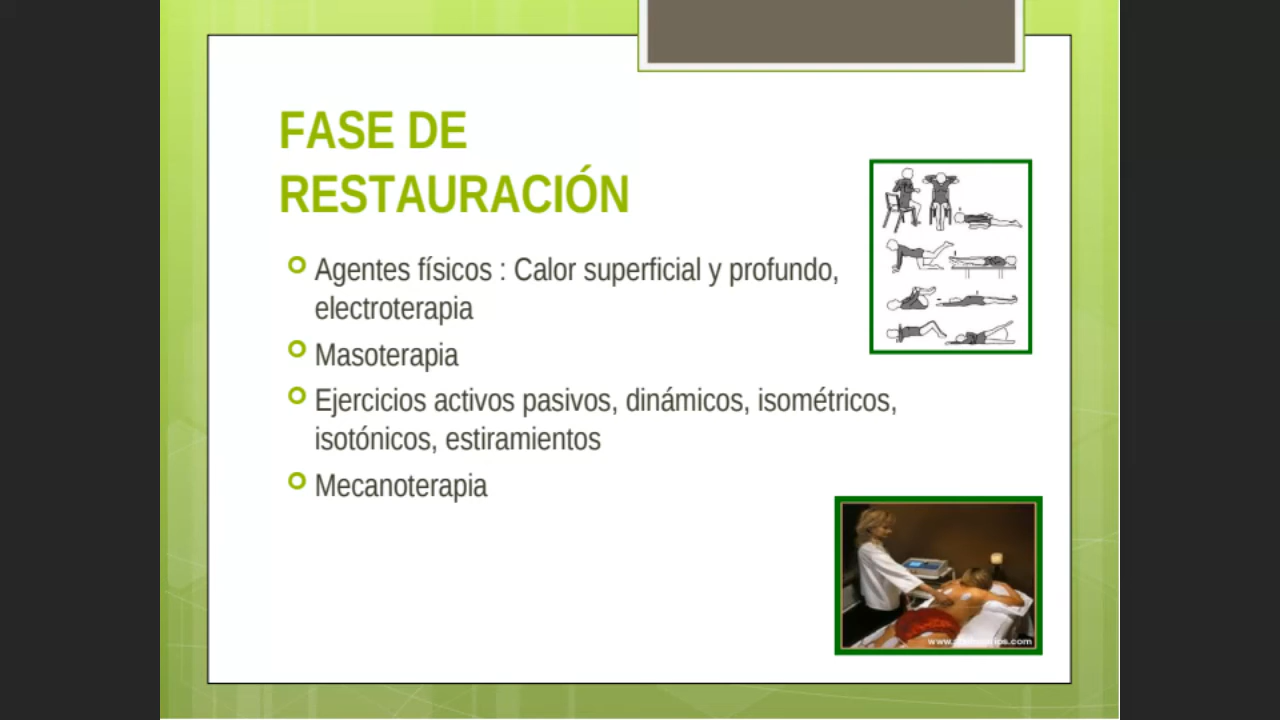 FASE DE
RESTAURACIÓN
Agentes físicos : Calor superficial y profundo,
electroterapia
Masoterapia
Ejercicios activos pasivos, dinámicos, isométricos,
isotónicos, estiramientos
Mecanoterapia